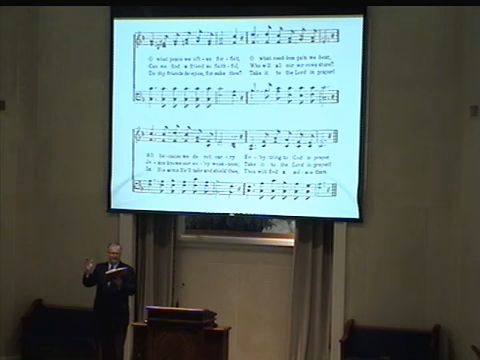 O what peace we oft - en for - feit, O what need-less pain we bear,
Can we find a friend so faith - ful, Who will all our sor-rows share?
Do thy friends de-spise, for-sake thee? Take it to the Lord in prayer!
All be-cause we do not car - ry Ev - 'ry thing to God in prayer.
Je - sus knows our ev - 'ry weak-ness, Take it to the Lord in prayer!
In His arms He'll take and shield thee, Thou wilt find a sol - ace there.